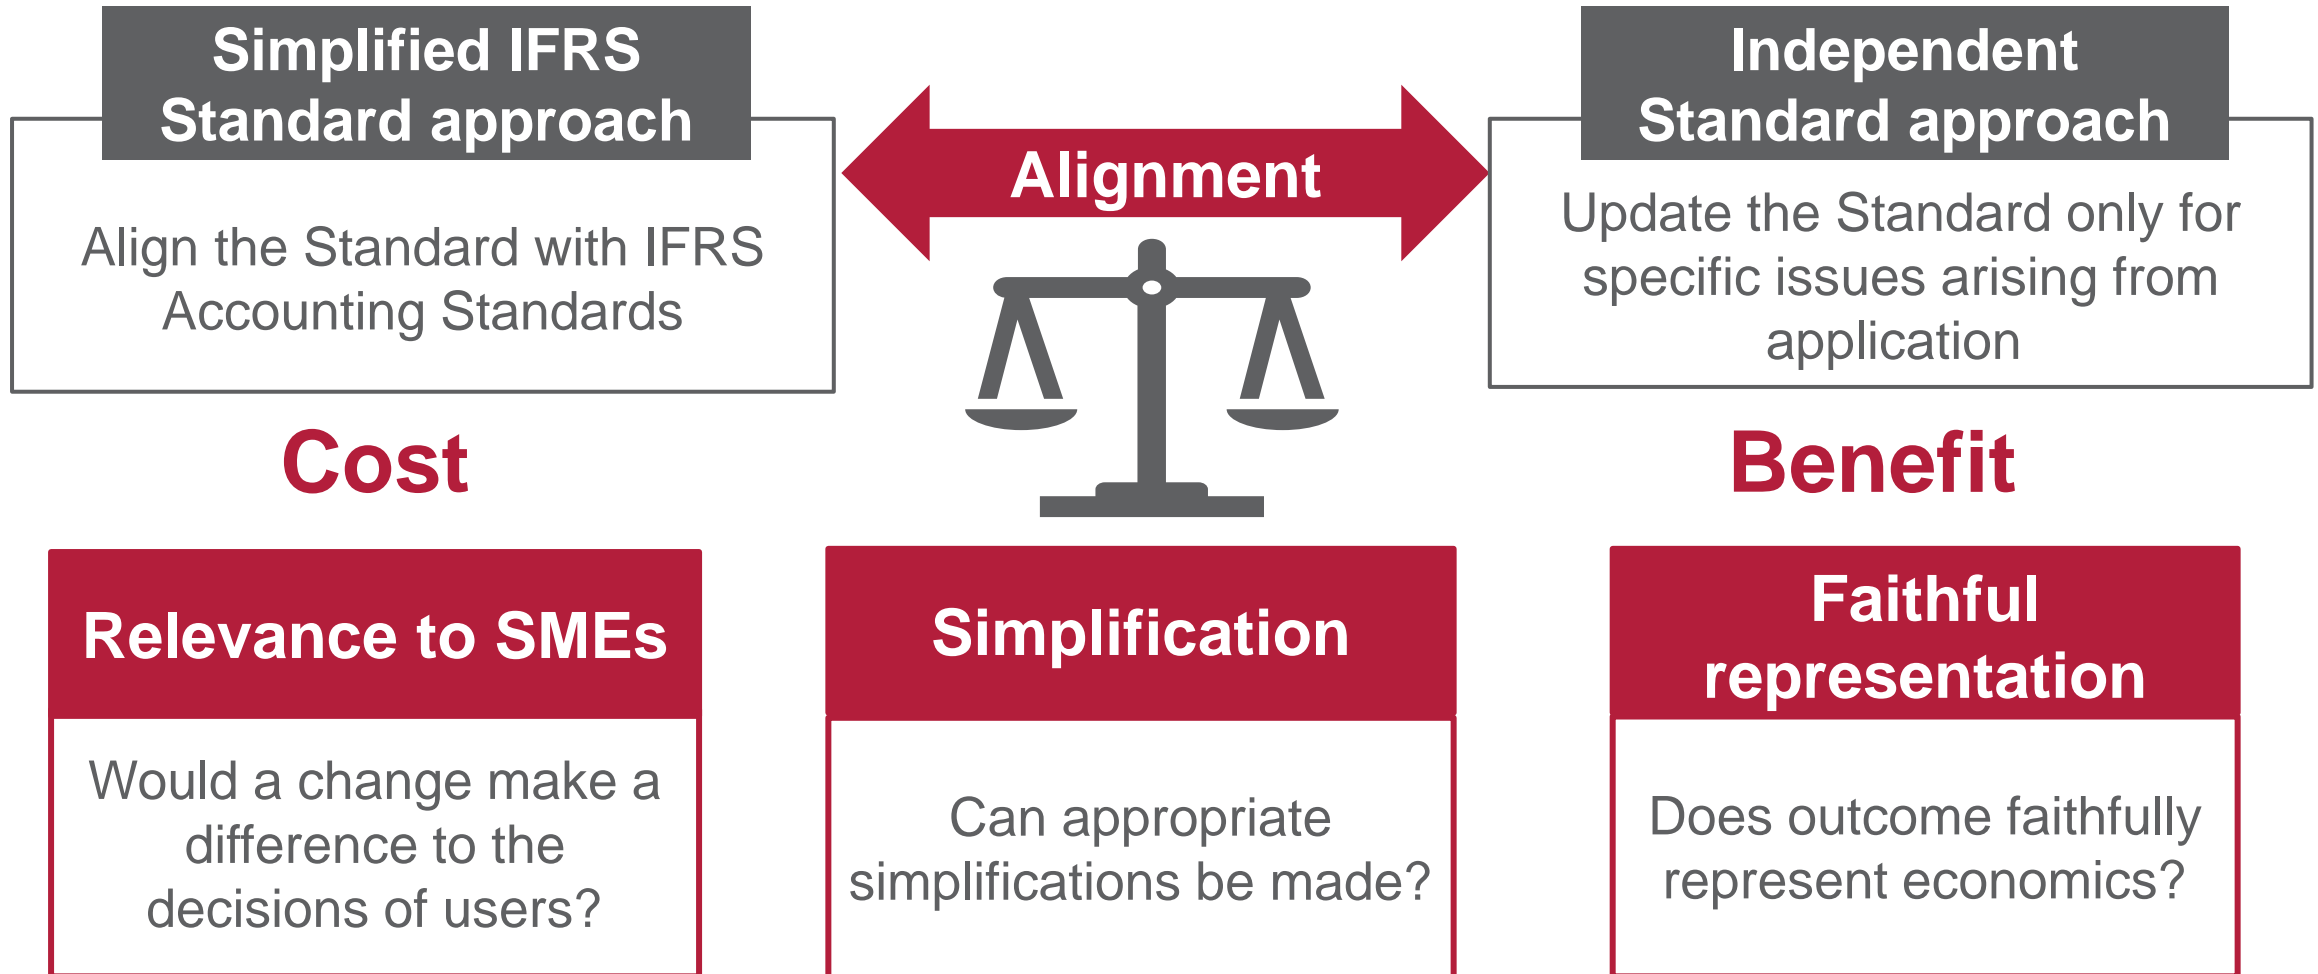 Simplified IFRS
Standard approach
Align the Standard with IFRS
Accounting Standards
Alignment
Independent
Standard approach
Update the Standard only for
specific issues arising from
application
Cost
Benefit
Relevance to SMEs
Would a change make a
difference to the
decisions of users?
Simplification
Can appropriate
simplifications be made?
Faithful
representation
Does outcome faithfully
represent economics?